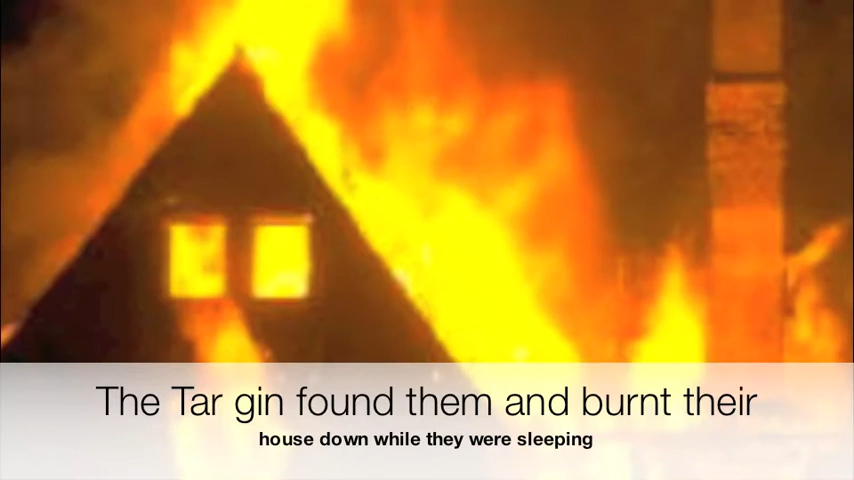 The Tar gin found them and burnt their
house down while they were sleeping